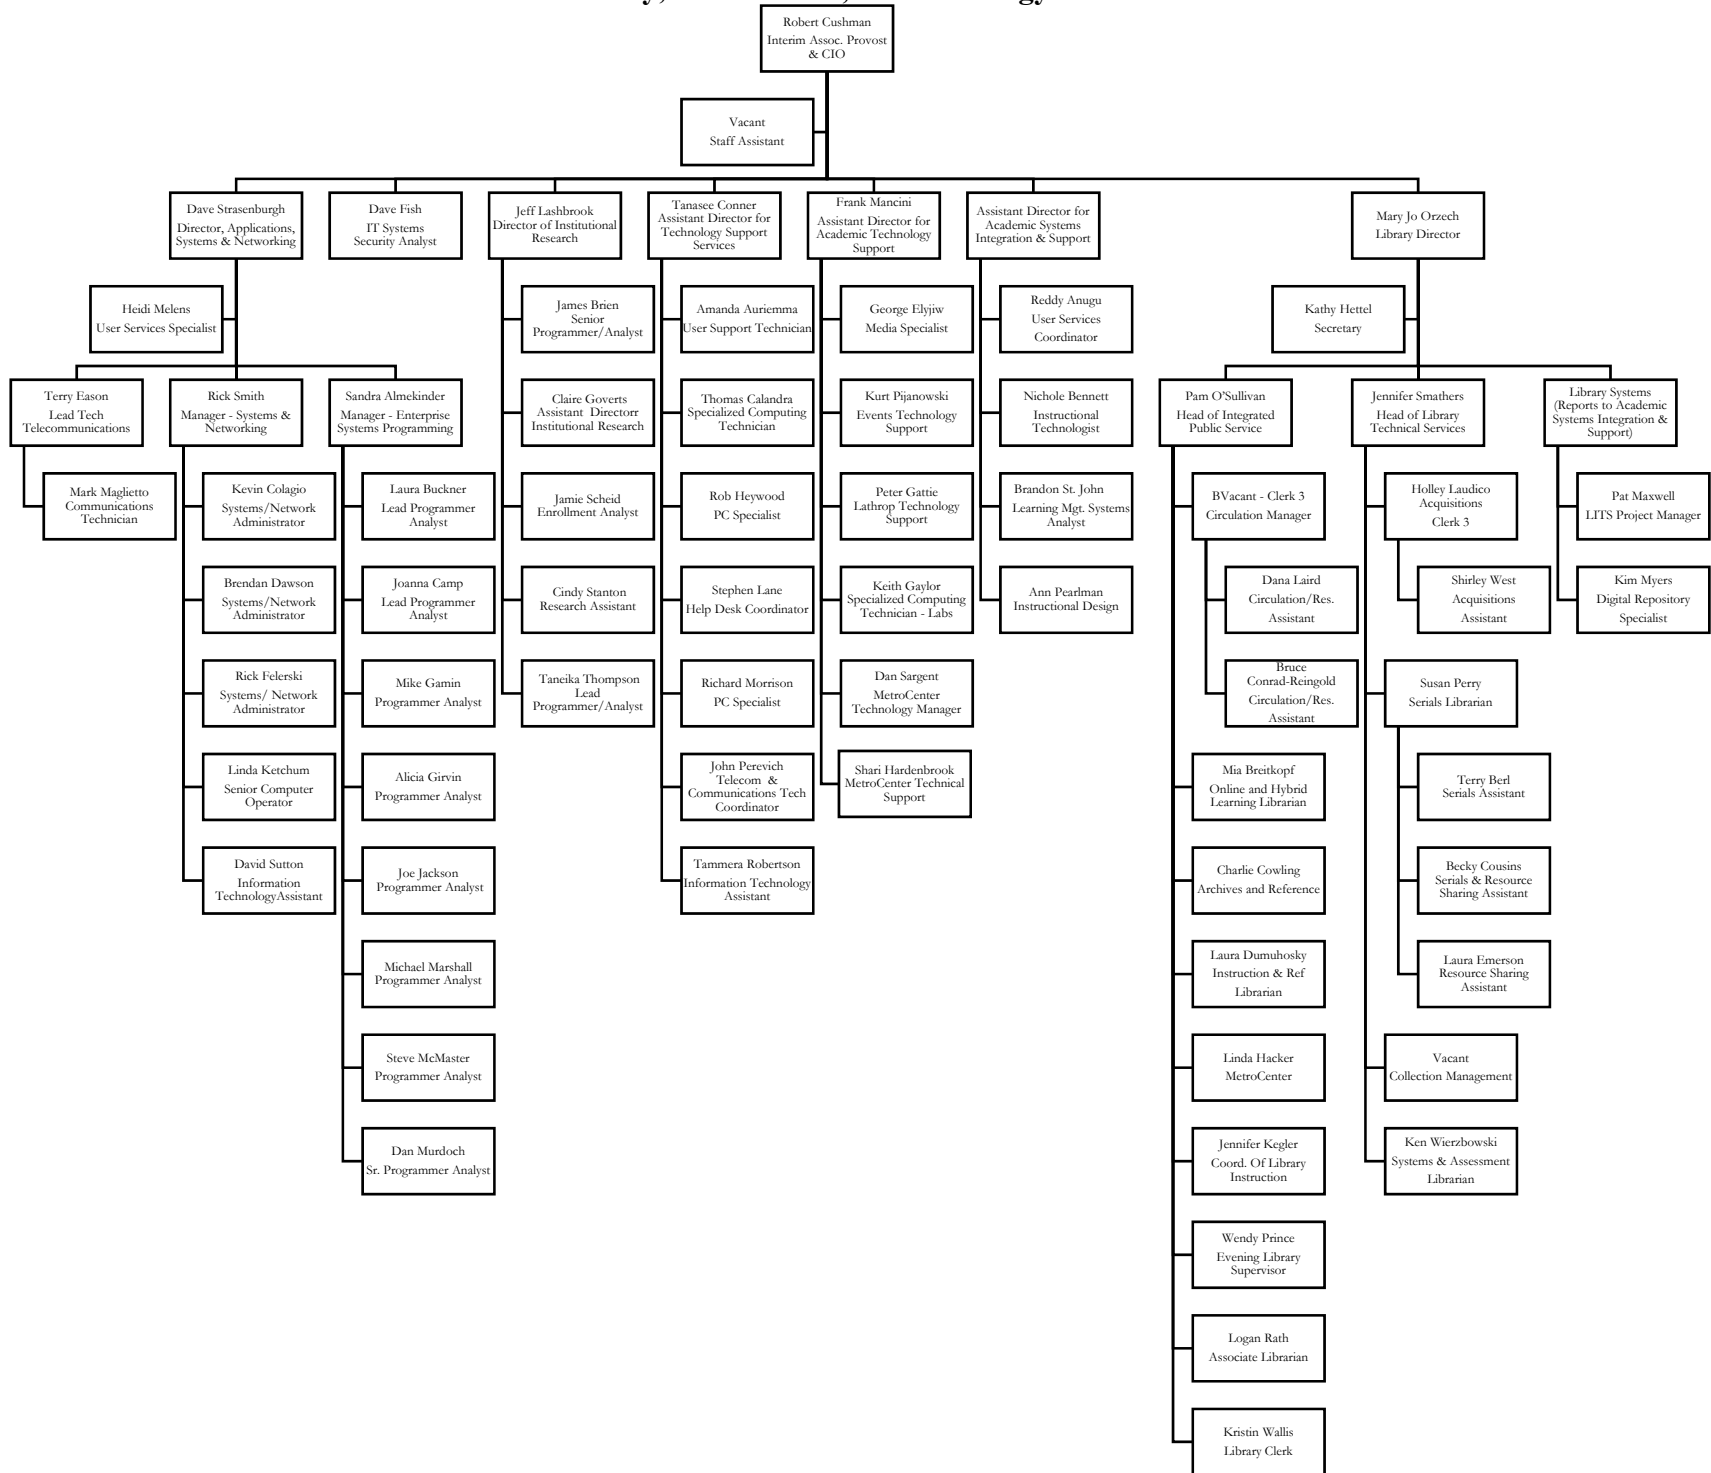 Robert Cushman
Interim Assoc. Provost
& CIO
Vacant
Staff Assistant
Dave Strasenburgh
Director, Applications,
Systems & Networking
Dave Fish
IT Systems
Security Analyst
Jeff Lashbrook
Director of Institutional
Research
Tanasee Conner
Assistant Director for
Technology Support
Services
Frank Mancini
Assistant Director for
Academic Technology
Support
Assistant Director for
Academic Systems
Integration & Support
Mary Jo Orzech
Library Director
Heidi Melens
User Services Specialist
Terry Eason
Lead Tech
Telecommunications
Mark Maglietto
Communications
Technician
Rick Smith
Manager - Systems &
Networking
Kevin Colagio
Systems/Network
Administrator
Brendan Dawson
Systems/Network
Administrator
Rick Felerski
Systems/ Network
Administrator
Linda Ketchum
Senior Computer
Operator
David Sutton
Information
TechnologyAssistant
Sandra Almekinder
Manager - Enterprise
Systems Programming
Laura Buckner
Lead Programmer
Analyst
Joanna Camp
Lead Programmer
Analyst
Mike Gamin
Programmer Analyst
Alicia Girvin
Programmer Analyst
Joe Jackson
Programmer Analyst
Michael Marshall
Programmer Analyst
Steve McMaster
Programmer Analyst
Dan Murdoch
Sr. Programmer Analyst
James Brien
Senior
Programmer/Analyst
Claire Goverts
Assistant Directorr
Institutional Research
Jamie Scheid
Enrollment Analyst
Cindy Stanton
Research Assistant
Taneika Thompson
Lead
Programmer/Analyst
Amanda Auriemma
User Support Technician
Thomas Calandra
Specialized Computing
Technician
Rob Heywood
PC Specialist
Stephen Lane
Help Desk Coordinator
Richard Morrison
PC Specialist
John Perevich
Telecom &
Communications Tech
Coordinator
Tammera Robertson
Information Technology
Assistant
George Elyjiw
Media Specialist
Kurt Pijanowski
Events Technology
Support
Peter Gattie
Lathrop Technology
Support
Keith Gaylor
Specialized Computing
Technician - Labs
Dan Sargent
MetroCenter
Technology Manager
Shari Hardenbrook
MetroCenter Technical
Support
Reddy Anugu
User Services
Coordinator
Nichole Bennett
Instructional
Technologist
Brandon St. John
Learning Mgt. Systems
Analyst
Ann Pearlman
Instructional Design
Kathy Hettel
Secretary
Pam O'Sullivan
Head of Integrated
Public Service
BVacant - Clerk 3
Circulation Manager
Dana Laird
Circulation/Res.
Assistant
Bruce
Conrad-Reingold
Circulation/Res.
Assistant
Mia Breitkopf
Online and Hybrid
Learning Librarian
Charlie Cowling
Archives and Reference
Laura Dumuhosky
Instruction & Ref
Librarian
Linda Hacker
MetroCenter
Jennifer Kegler
Coord. Of Library
Instruction
Wendy Prince
Evening Library
Supervisor
Logan Rath
Associate Librarian
Kristin Wallis
Library Clerk
Jennifer Smathers
Head of Library
Technical Services
Holley Laudico
Acquisitions
Clerk 3
Shirley West
Acquisitions
Assistant
Susan Perry
Serials Librarian
Terry Berl
Serials Assistant
Becky Cousins
Serials & Resource
Sharing Assistant
Laura Emerson
Resource Sharing
Assistant
Vacant
Collection Management
Ken Wierzbowski
Systems & Assessment
Librarian
Library Systems
(Reports to Academic
Systems Integration &
Support)
Pat Maxwell
LITS Project Manager
Kim Myers
Digital Repository
Specialist